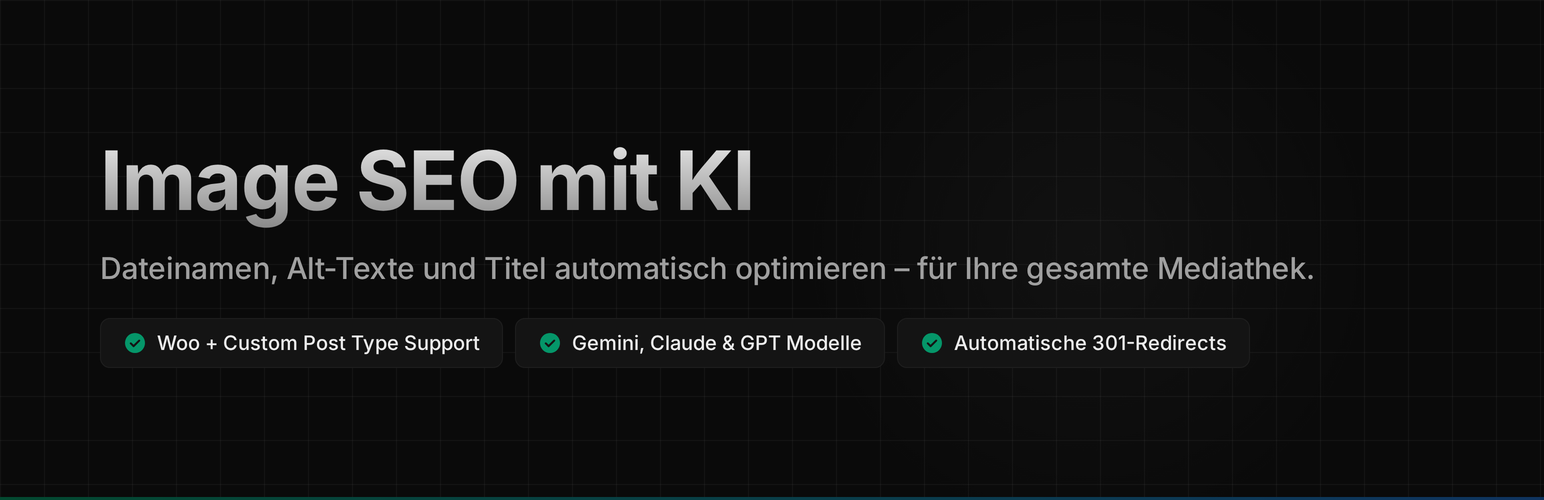 Image SEO mit KI
Dateinamen, Alt-Texte und Titel automatisch optimieren – für Ihre gesamte Mediathek.
Woo + Custom Post Type Support
Gemini, Claude & GPT Modelle
Automatische 301-Redirects